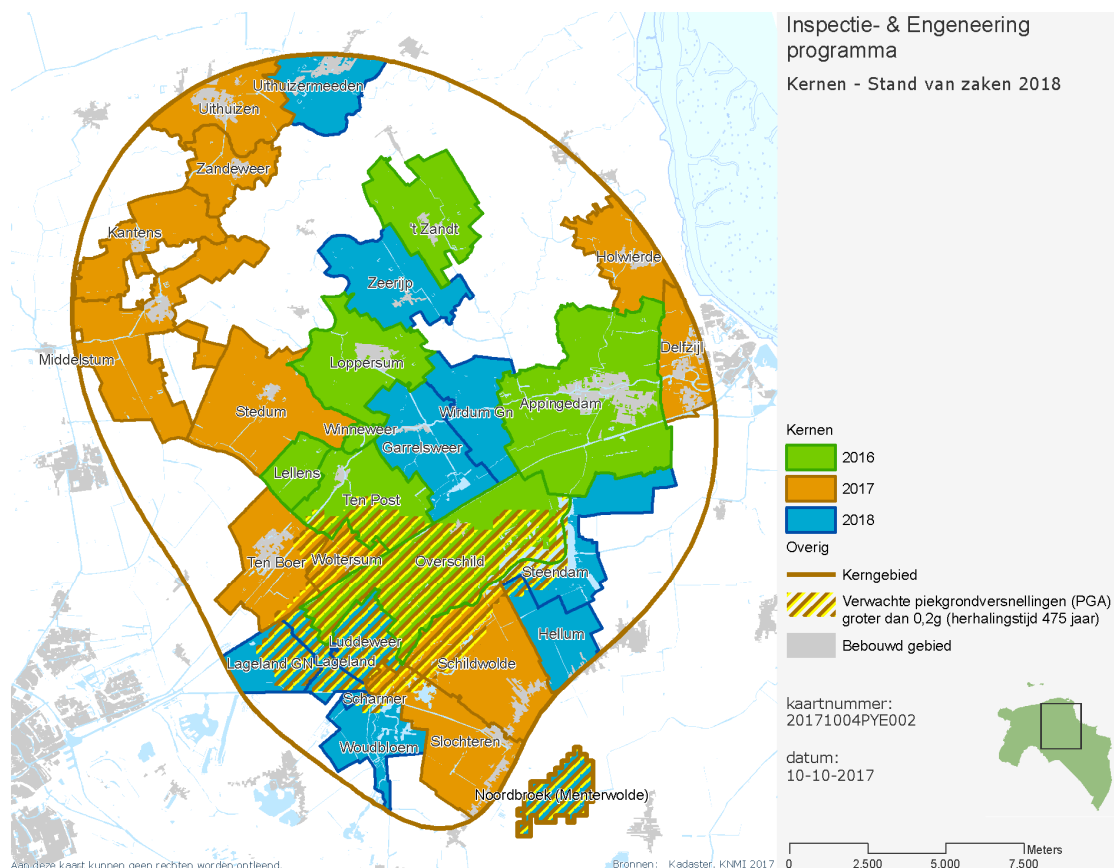 Inspectie- & Engeneering
programma
Kernen - Stand van zaken 2018
Uithuizermeeden
Uithuizen
Zandeweer
Kantens
't Zandt
Holwierde
Zeerijp
Middelstum
Loppersum
Delfzijl
Stedum
Wirdum Gn
Appingedam
Winneweer
Garrelsweer
Lellens
Ten Post
Ten Boer
Woltersum
Overschild
Steendam
Hellum
Luddeweer
Lageland GN
Lageland
Schildwolde
Scharmer
Woudbloem
Slochteren
Noordbroek (Menterwolde)
Kernen
2016
2017
2018
Overig
Kerngebied
Verwachte piekgrondversnellingen (PGA)
groter dan 0,2g (herhalingstijd 475 jaar)
Bebouwd gebied
kaartnummer:
20171004PYE002
datum:
10-10-2017
Meters
0 2.500 5.000 7.500
Aan deze kaart kunnen geen rechten worden ontleend.
Bronnen: Kadaster, KNMI 2017